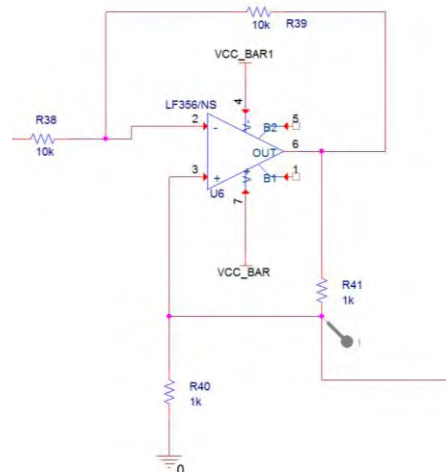 10k
R39
VCC_BAR1
R38
10k
LF356/NS
4
5
2
-
V-
B2
OUT
6
3
+
V+
B1
1
U6
7
VCC_BAR
R41
1k
I
R40
1k
0